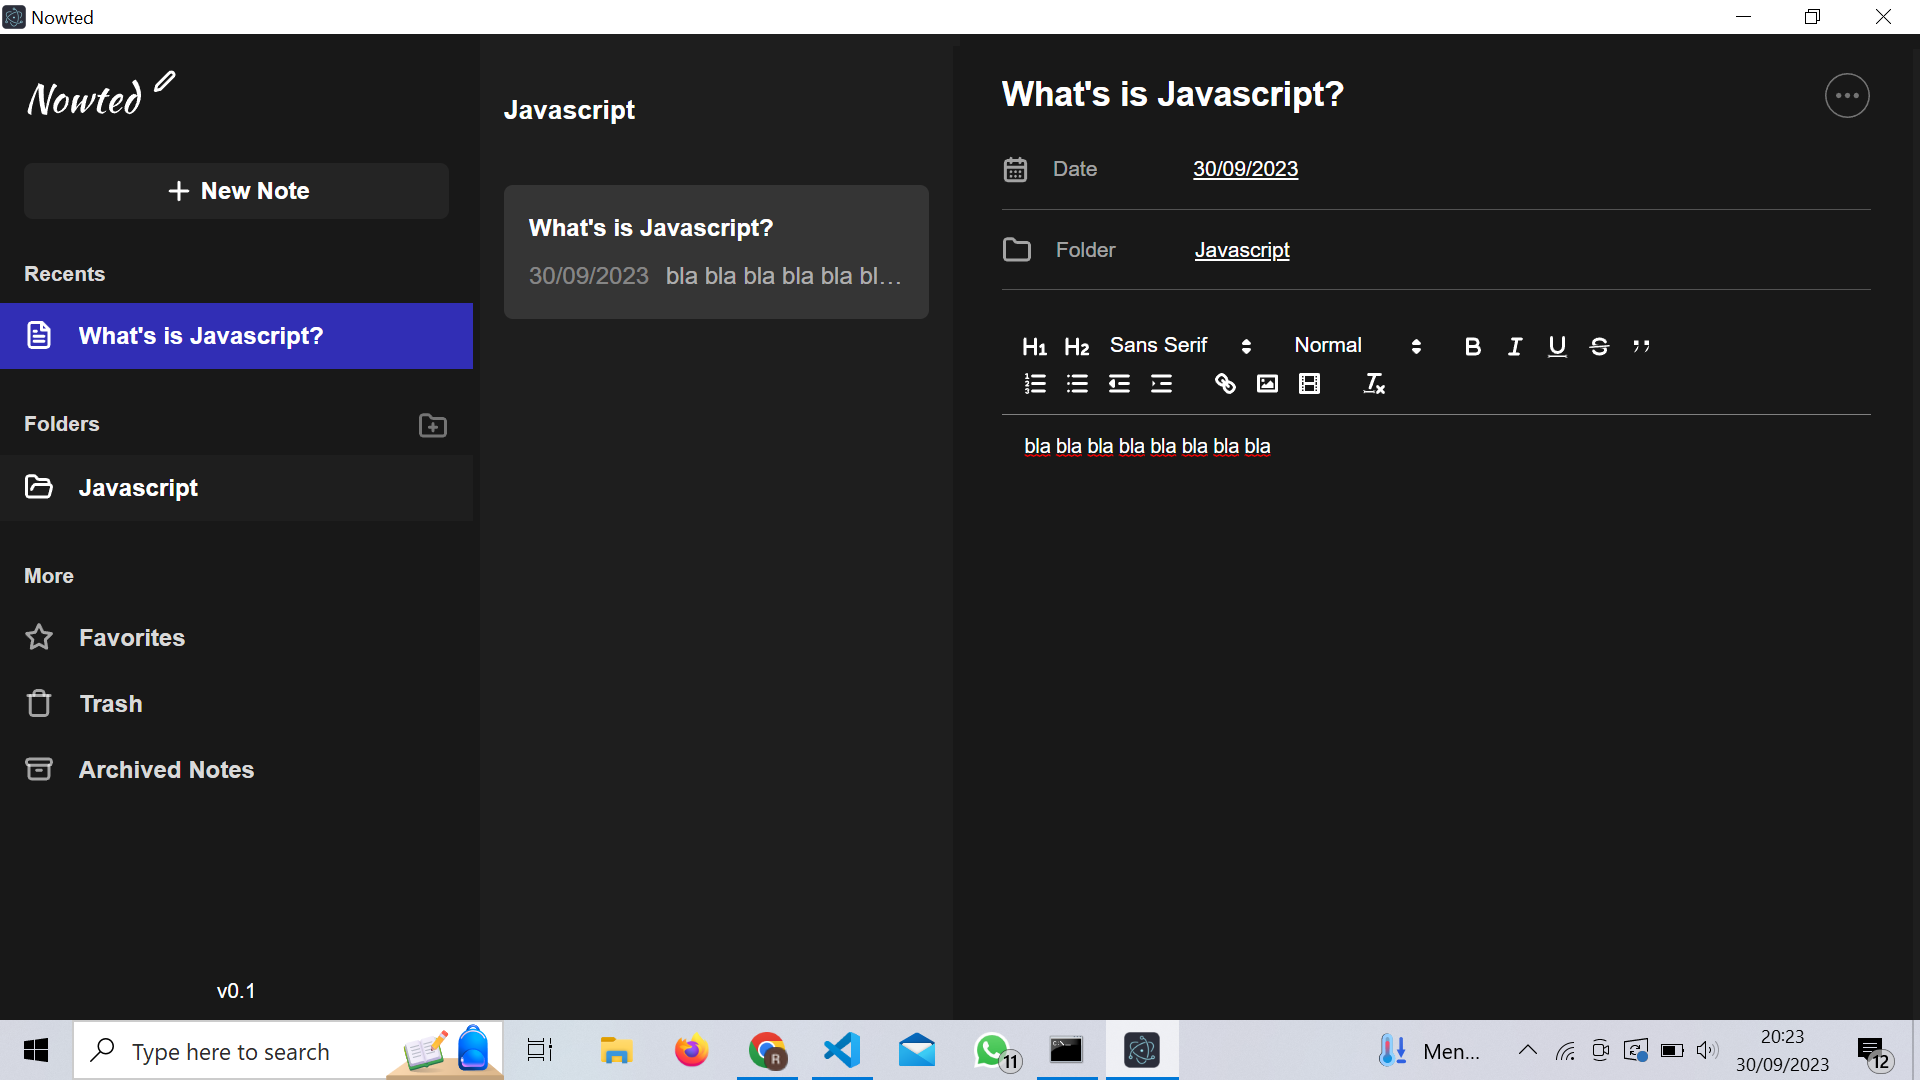 Nowted
Nowted
New Note
Recents
What's is Javascript?
Folders
Javascript
More
Favorites
Trash
Archived Notes
v0.1
Javascript
What's is Javascript?
30/09/2023 bla bla bla bla bla bl...
What's is Javascript?
Date 30/09/2023
Folder Javascript
H1 H2 Sans Serif Normal B I U S
bla bla bla bla bla bla bla bla
Type here to search
R
11
Men...
20:23
30/09/2023
12